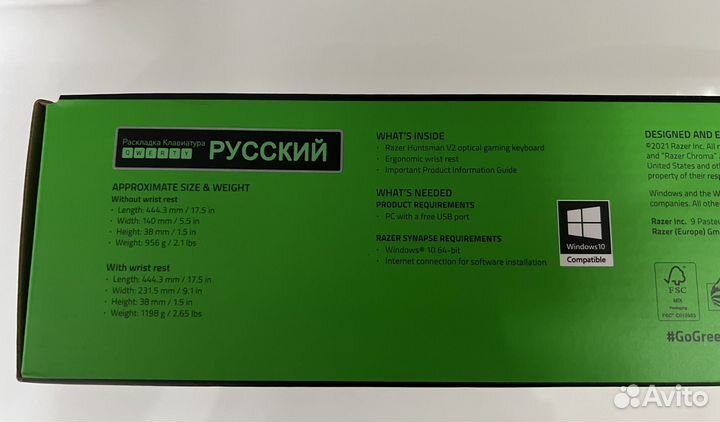 Раскладка Клавиатура
QWERTY
РУССКИЙ
APPROXIMATE SIZE & WEIGHT
Without wrist rest
• Length: 444.3 mm / 17.5 in
• Width: 140 mm / 5.5 in
• Height: 38 mm / 1.5 in
• Weight: 956 g / 2.1 lbs
With wrist rest
• Length: 444.3 mm / 17.5 in
• Width: 231.5 mm / 9.1 in
• Height: 38 mm / 1.5 in
• Weight: 1198 g / 2.65 lbs
WHAT'S INSIDE
• Razer Huntsman V2 optical gaming keyboard
• Ergonomic wrist rest
• Important Product Information Guide
WHAT'S NEEDED
PRODUCT REQUIREMENTS
• PC with a free USB port
RAZER SYNAPSE REQUIREMENTS
• Windows® 10 64-bit
• Internet connection for software installation
Windows 10
Compatible
DESIGNED AND E
©2021 Razer Inc. All
and "Razer Chroma" a
United States and ot
property of their resp
Windows and the W
companies. All othe
Razer Inc. 9 Pasteu
Razer (Europe) Gm
FSC
MIX
Packaging
#GoGree
Avito